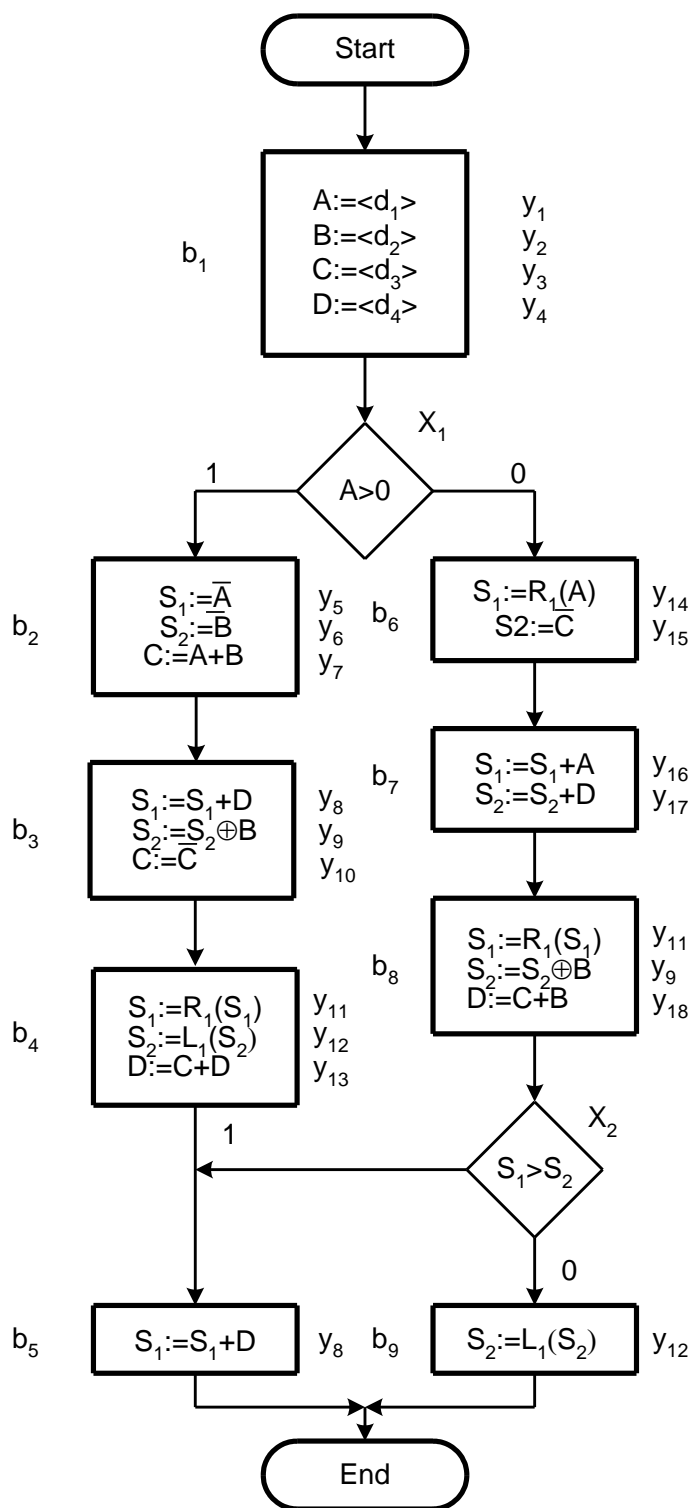 Start
A:=<d₁> y₁
B:=<d₂> y₂
b₁
C:=<d₃> y₃
D:=<d₄> y₄
X₁
1
A>0
0
b₂
S₁:=A̅ y₅
S₂:=B̅ y₆
C:=A+B y₇
b₆
S₁:=R₁(A) y₁₄
S2:=C̅ y₁₅
b₃
S₁:=S₁+D y₈
S₂:=S₂⊕B y₉
C:=C̅ y₁₀
b₇
S₁:=S₁+A y₁₆
S₂:=S₂+D y₁₇
b₈
S₁:=R₁(S₁) y₁₁
S₂:=S₂⊕B y₉
D:=C+B y₁₈
b₄
S₁:=R₁(S₁) y₁₁
S₂:=L₁(S₂) y₁₂
D:=C+D y₁₃
1
X₂
S₁>S₂
0
b₅
S₁:=S₁+D y₈
b₉
S₂:=L₁(S₂) y₁₂
End